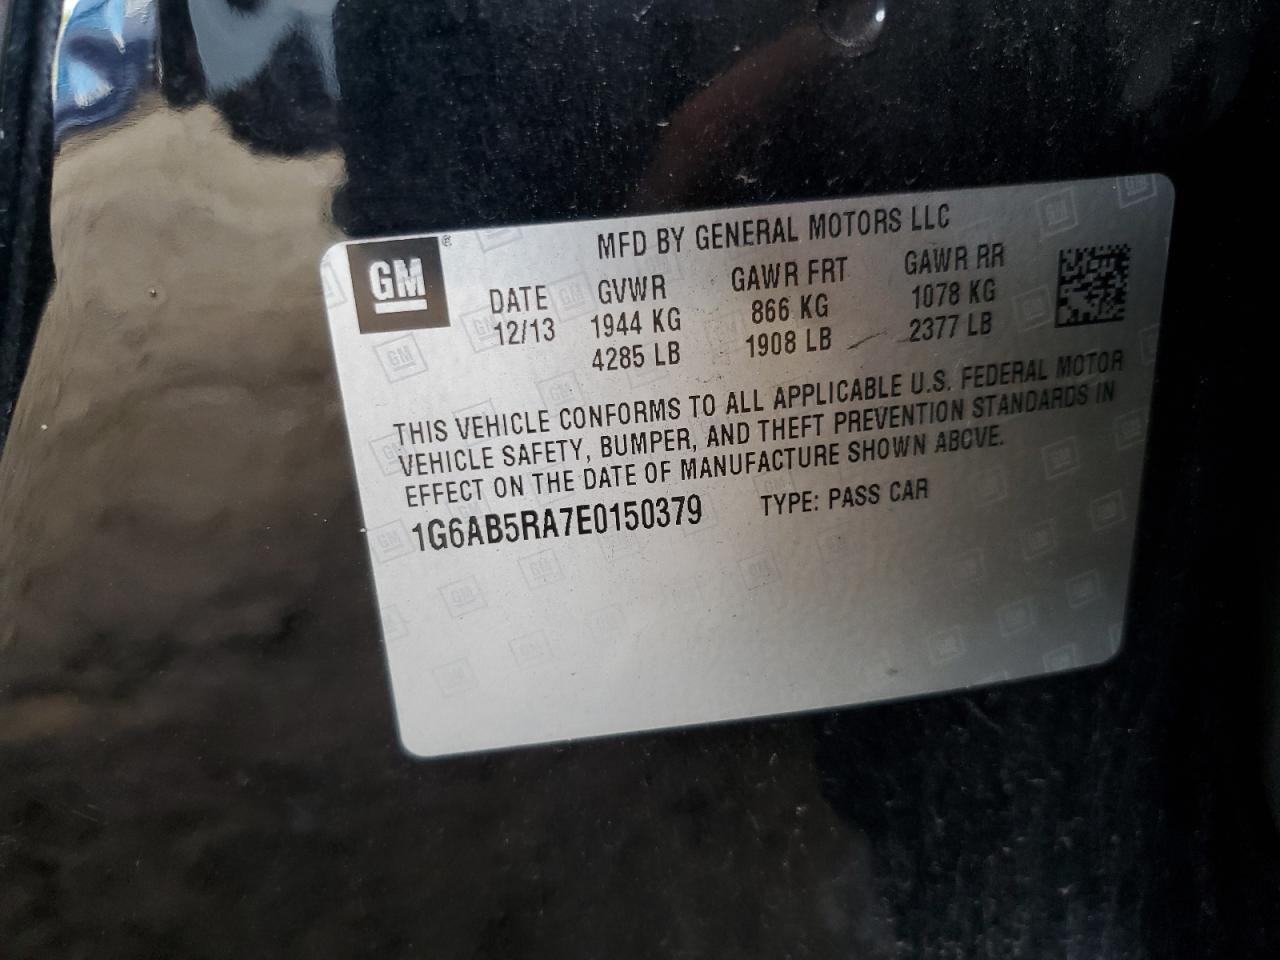 GM®
MFD BY GENERAL MOTORS LLC
DATE GVWR GAWR FRT GAWR RR
12/13 1944 KG 866 KG 1078 KG
4285 LB 1908 LB 2377 LB
THIS VEHICLE CONFORMS TO ALL APPLICABLE U.S. FEDERAL MOTOR
VEHICLE SAFETY, BUMPER, AND THEFT PREVENTION STANDARDS IN
EFFECT ON THE DATE OF MANUFACTURE SHOWN ABOVE.
1G6AB5RA7E0150379 TYPE: PASS CAR